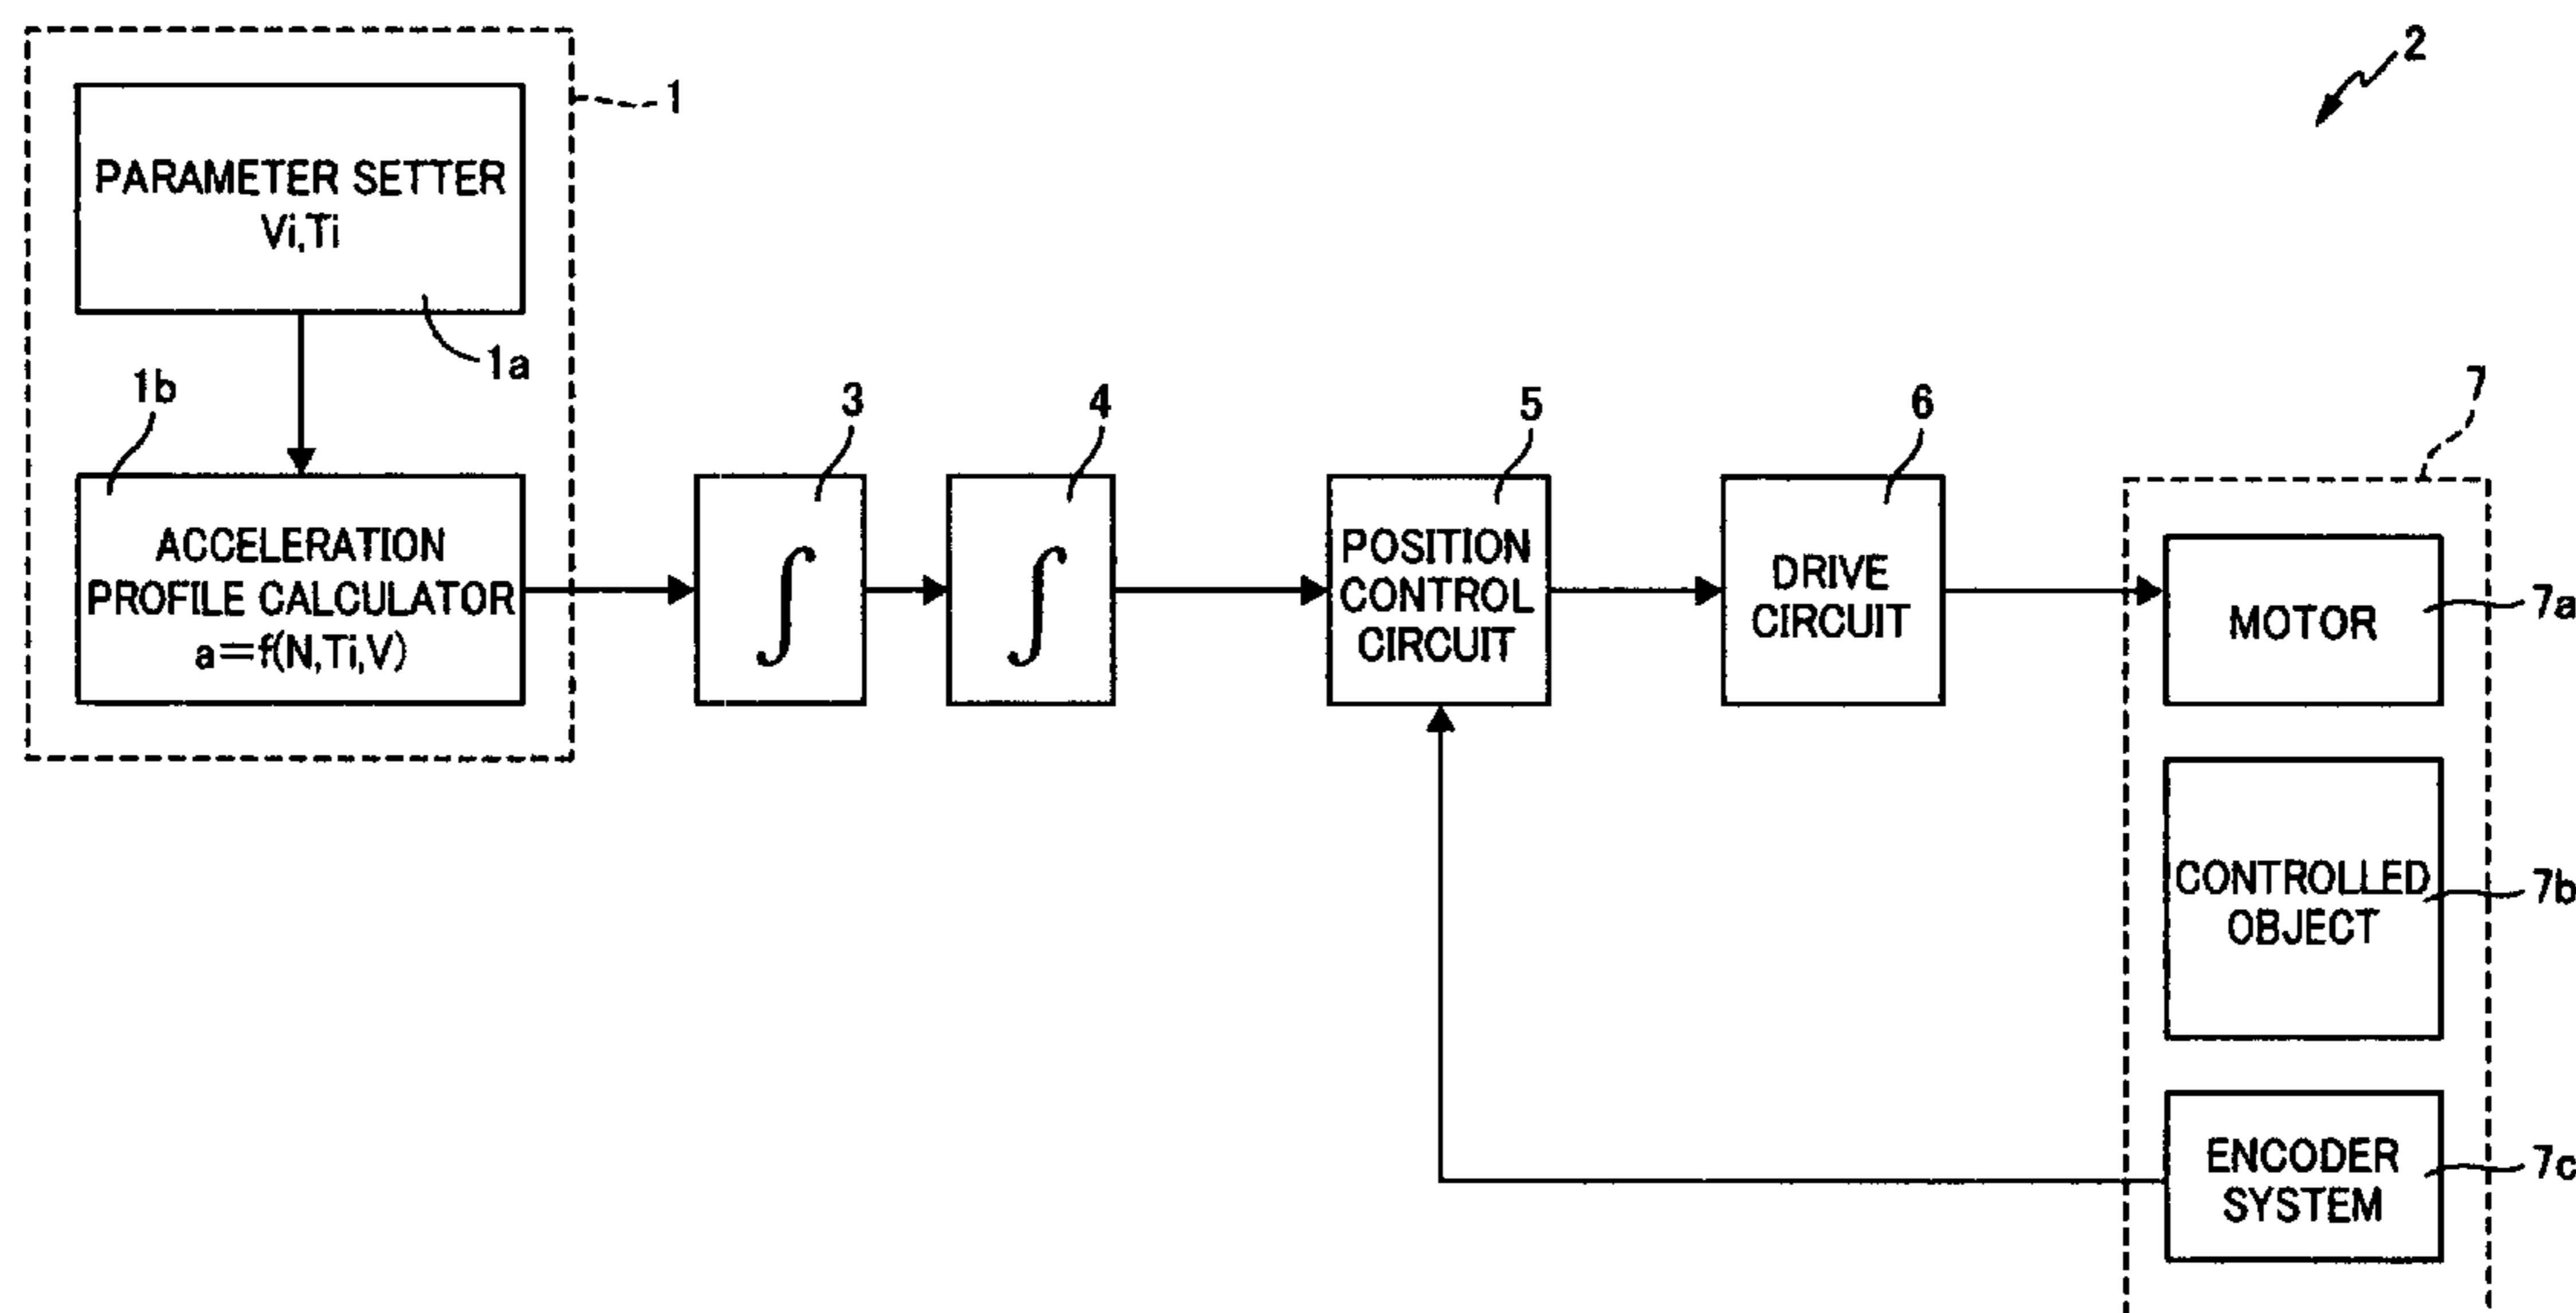 2
1
PARAMETER SETTER
Vi,Ti
1a
1b
ACCELERATION
PROFILE CALCULATOR
a=f(N,Ti,V)
3
∫
4
∫
5
POSITION
CONTROL
CIRCUIT
6
DRIVE
CIRCUIT
7
MOTOR
7a
CONTROLLED
OBJECT
7b
ENCODER
SYSTEM
7c